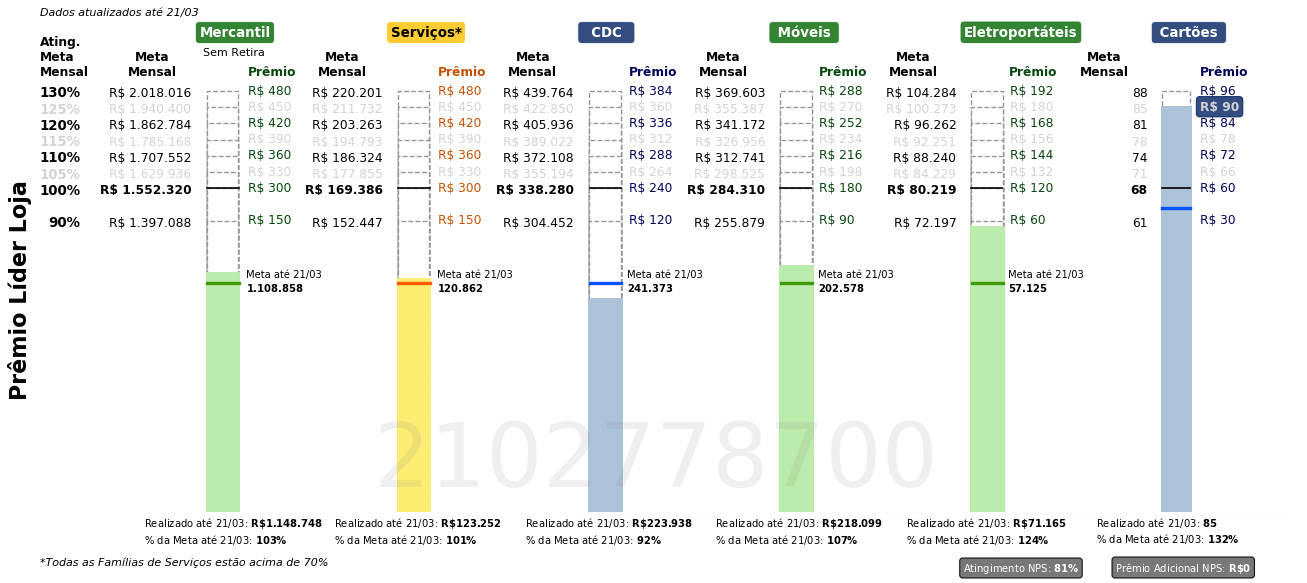 Dados atualizados até 21/03
Mercantil Serviços* CDC Móveis Eletroportáteis Cartões
Sem Retira
Ating. Meta Mensal Meta Mensal Prêmio Meta Mensal Prêmio Meta Mensal Prêmio Meta Mensal Prêmio Meta Mensal Prêmio Meta Mensal Prêmio
130% R$ 2.018.016 R$ 480 R$ 220.201 R$ 480 R$ 439.764 R$ 384 R$ 369.603 R$ 288 R$ 104.284 R$ 192 88 R$ 96
125% R$ 1.940.400 R$ 450 R$ 211.732 R$ 450 R$ 422.850 R$ 360 R$ 355.387 R$ 270 R$ 100.273 R$ 180 85 R$ 90
120% R$ 1.862.784 R$ 420 R$ 203.263 R$ 420 R$ 405.936 R$ 336 R$ 341.172 R$ 252 R$ 96.262 R$ 168 81 R$ 84
115% R$ 1.785.168 R$ 390 R$ 194.793 R$ 390 R$ 389.022 R$ 312 R$ 326.956 R$ 234 R$ 92.251 R$ 156 78 R$ 78
110% R$ 1.707.552 R$ 360 R$ 186.324 R$ 360 R$ 372.108 R$ 288 R$ 312.741 R$ 216 R$ 88.240 R$ 144 74 R$ 72
105% R$ 1.629.936 R$ 330 R$ 177.855 R$ 330 R$ 355.194 R$ 264 R$ 298.525 R$ 198 R$ 84.229 R$ 132 71 R$ 66
100% R$ 1.552.320 R$ 300 R$ 169.386 R$ 300 R$ 338.280 R$ 240 R$ 284.310 R$ 180 R$ 80.219 R$ 120 68 R$ 60
90% R$ 1.397.088 R$ 150 R$ 152.447 R$ 150 R$ 304.452 R$ 120 R$ 255.879 R$ 90 R$ 72.197 R$ 60 61 R$ 30
Prêmio Líder Loja
Meta até 21/03 Meta até 21/03 Meta até 21/03 Meta até 21/03 Meta até 21/03
1.108.858 120.862 241.373 202.578 57.125
2102778700
Realizado até 21/03: R$1.148.748 Realizado até 21/03: R$123.252 Realizado até 21/03: R$223.938 Realizado até 21/03: R$218.099 Realizado até 21/03: R$71.165 Realizado até 21/03: 85
% da Meta até 21/03: 103% % da Meta até 21/03: 101% % da Meta até 21/03: 92% % da Meta até 21/03: 107% % da Meta até 21/03: 124% % da Meta até 21/03: 132%
*Todas as Famílias de Serviços estão acima de 70%
Atingimento NPS: 81% Prêmio Adicional NPS: R$0